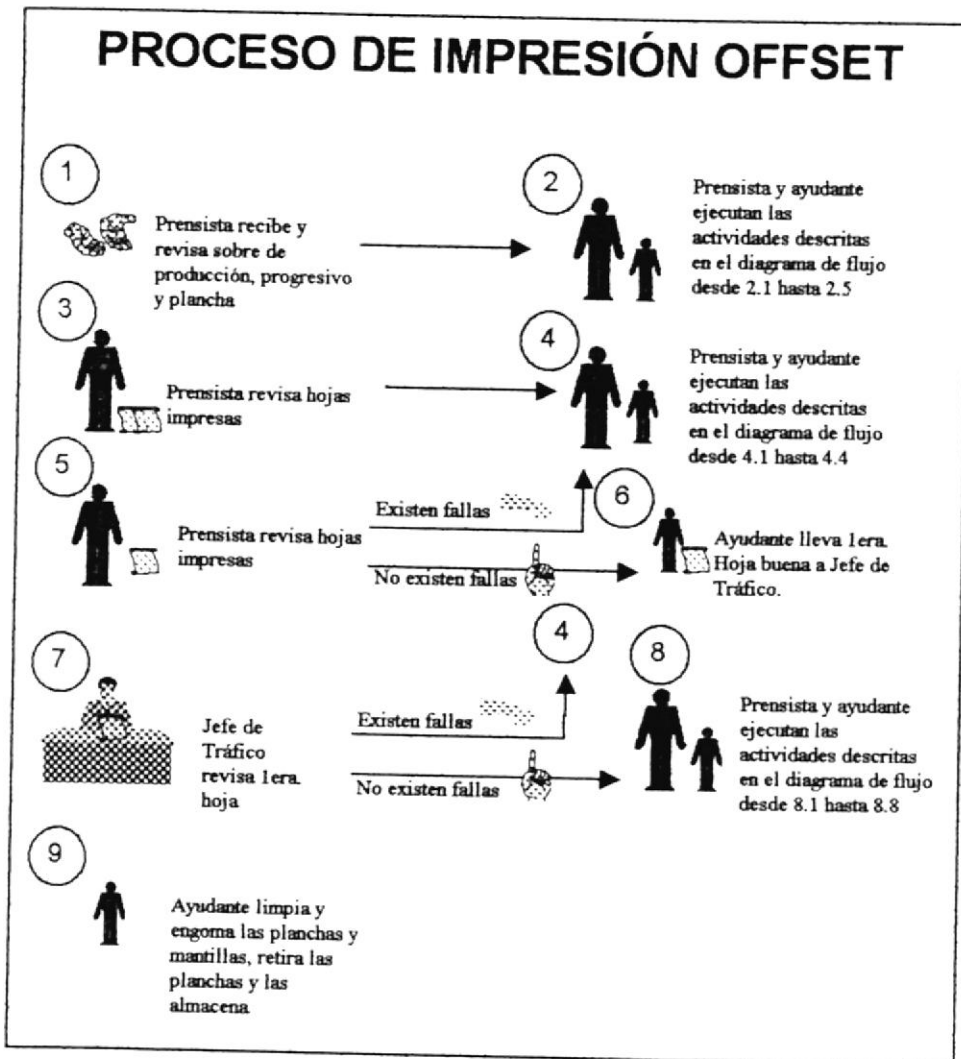 PROCESO DE IMPRESIÓN OFFSET
1
Prensista recibe y
revisa sobre de
producción, progresivo
y plancha
2
Prensista y ayudante
ejecutan las
actividades descritas
en el diagrama de flujo
desde 2.1 hasta 2.5
3
Prensista revisa hojas
impresas
4
Prensista y ayudante
ejecutan las
actividades descritas
en el diagrama de flujo
desde 4.1 hasta 4.4
5
Prensista revisa hojas
impresas
Existen fallas
No existen fallas
6
Ayudante lleva 1era.
Hoja buena a Jefe de
Tráfico.
7
Jefe de
Tráfico
revisa 1era.
hoja
Existen fallas
4
No existen fallas
8
Prensista y ayudante
ejecutan las
actividades descritas
en el diagrama de flujo
desde 8.1 hasta 8.8
9
Ayudante limpia y
engoma las planchas y
mantillas, retira las
planchas y las
almacena